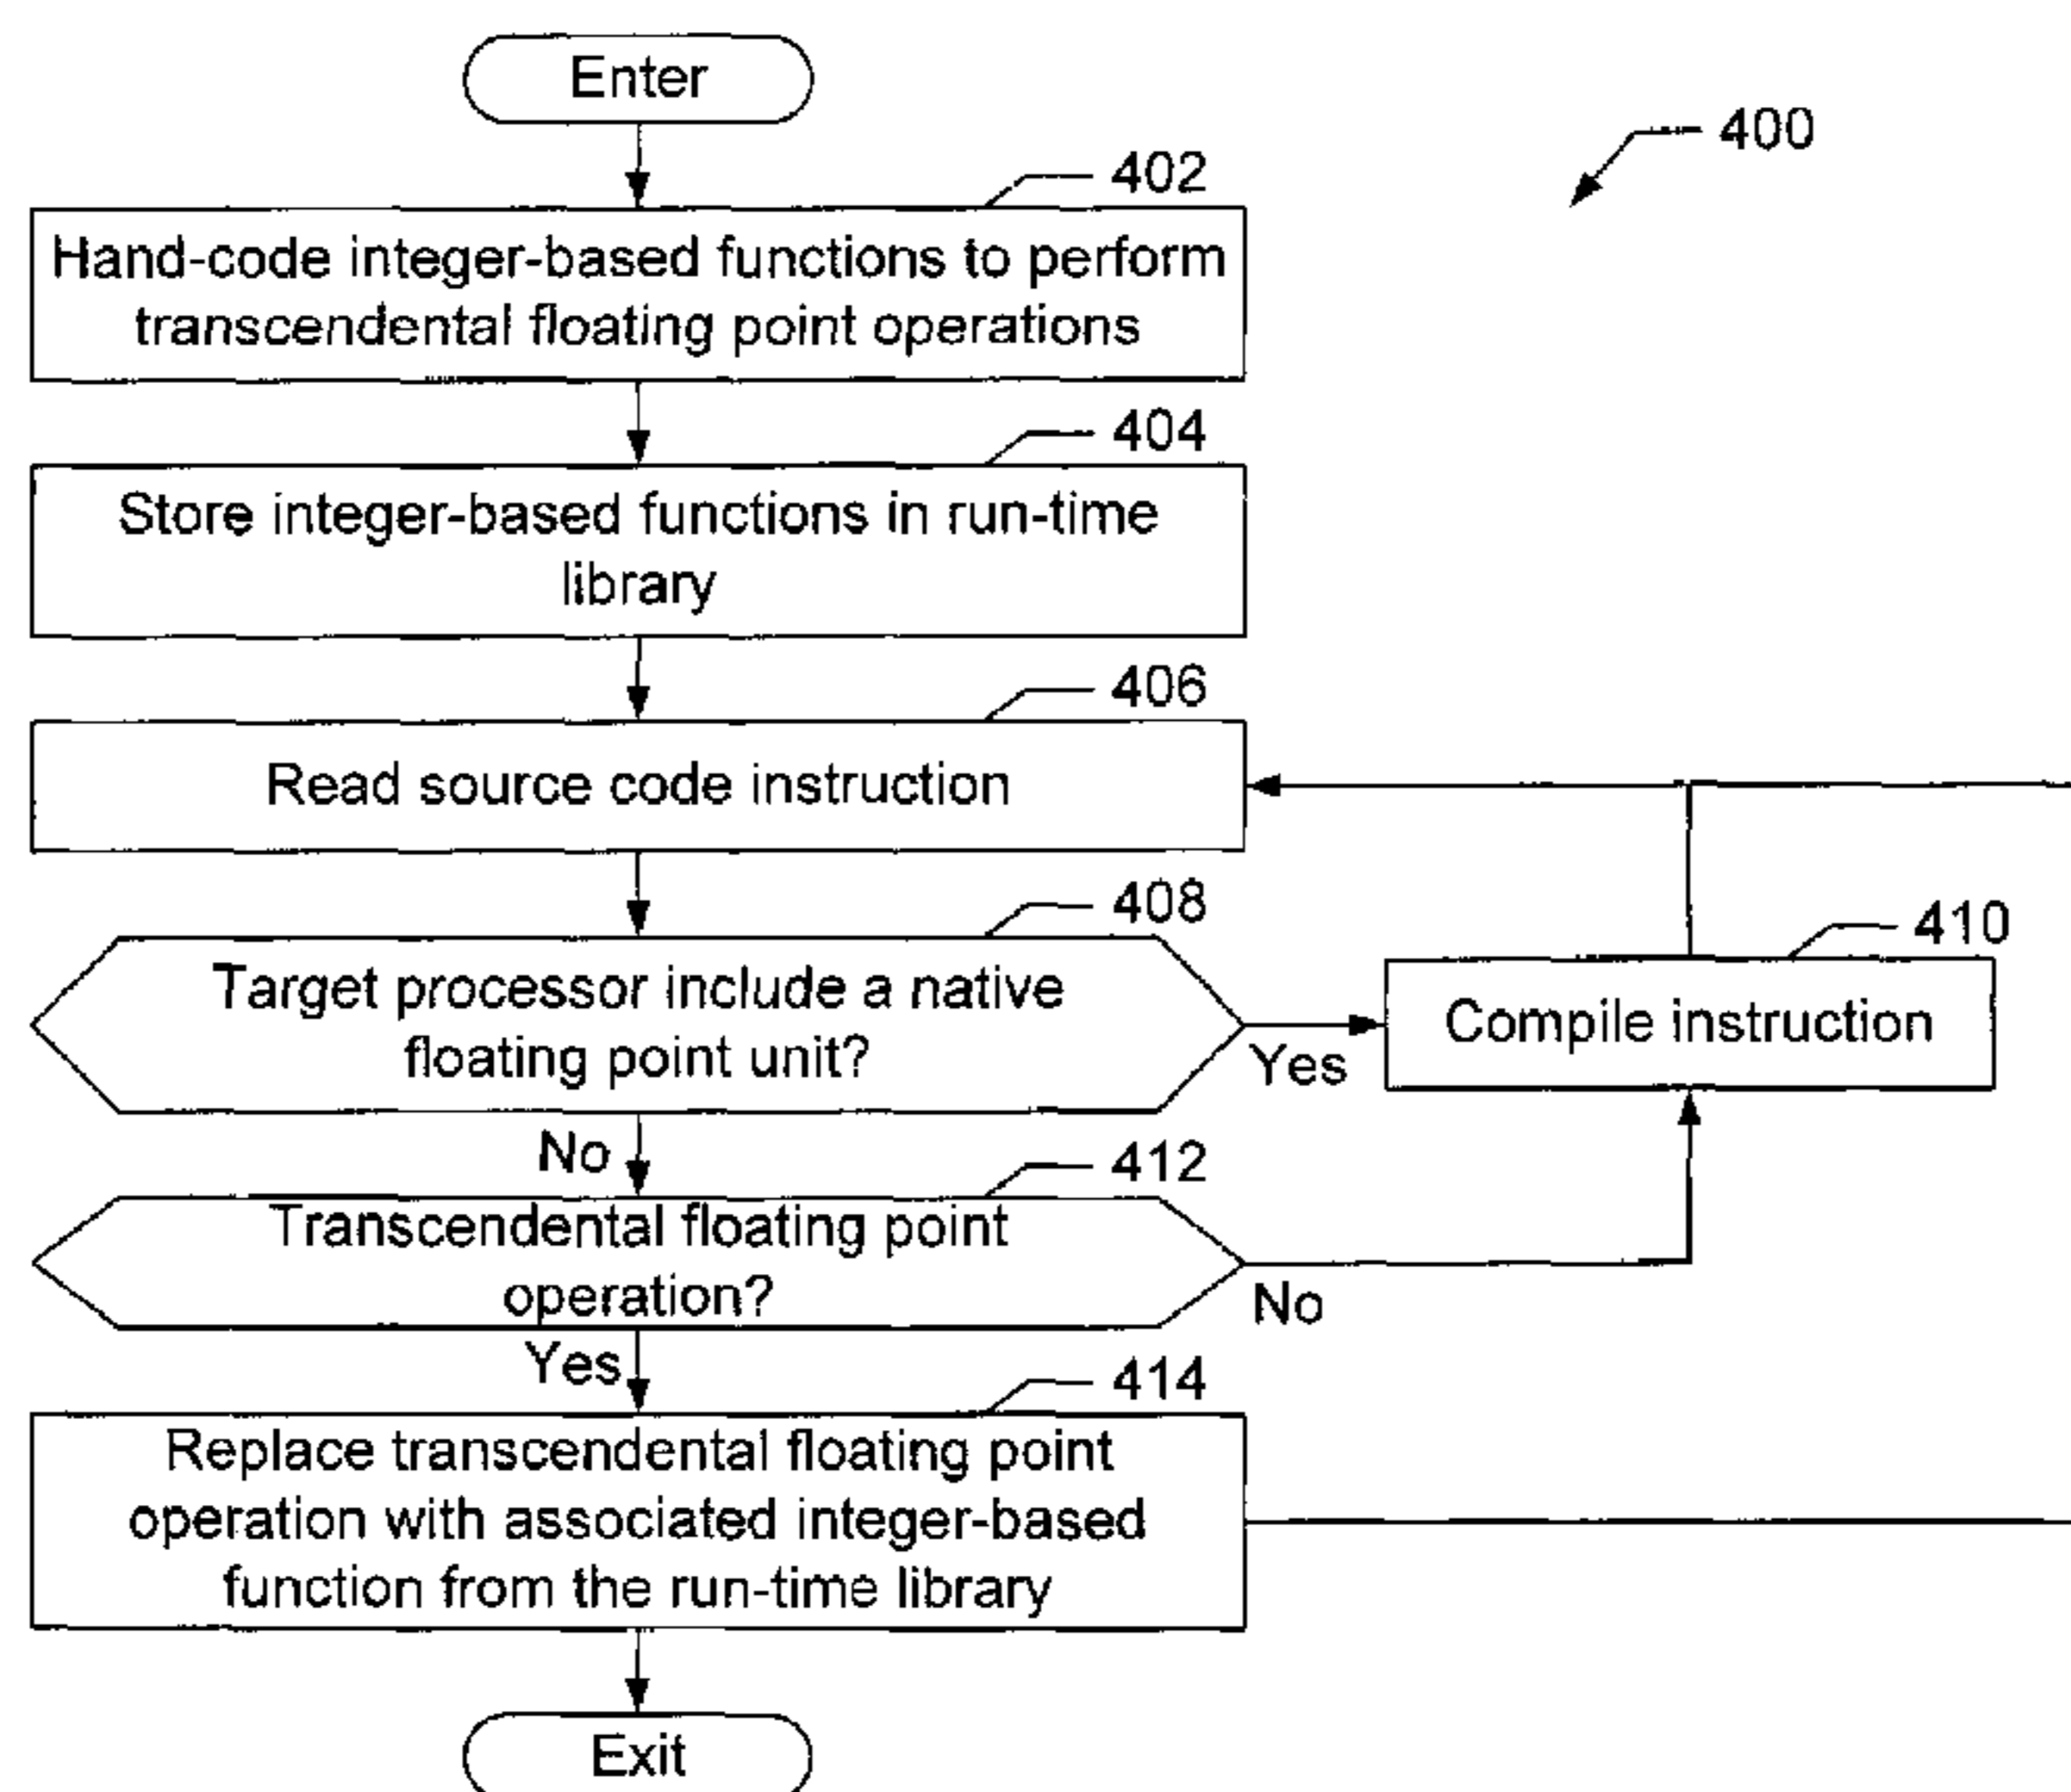 Enter
400
402
Hand-code integer-based functions to perform
transcendental floating point operations
404
Store integer-based functions in run-time
library
406
Read source code instruction
408
Target processor include a native
floating point unit?
Yes
410
Compile instruction
No
412
Transcendental floating point
operation?
No
Yes
414
Replace transcendental floating point
operation with associated integer-based
function from the run-time library
Exit